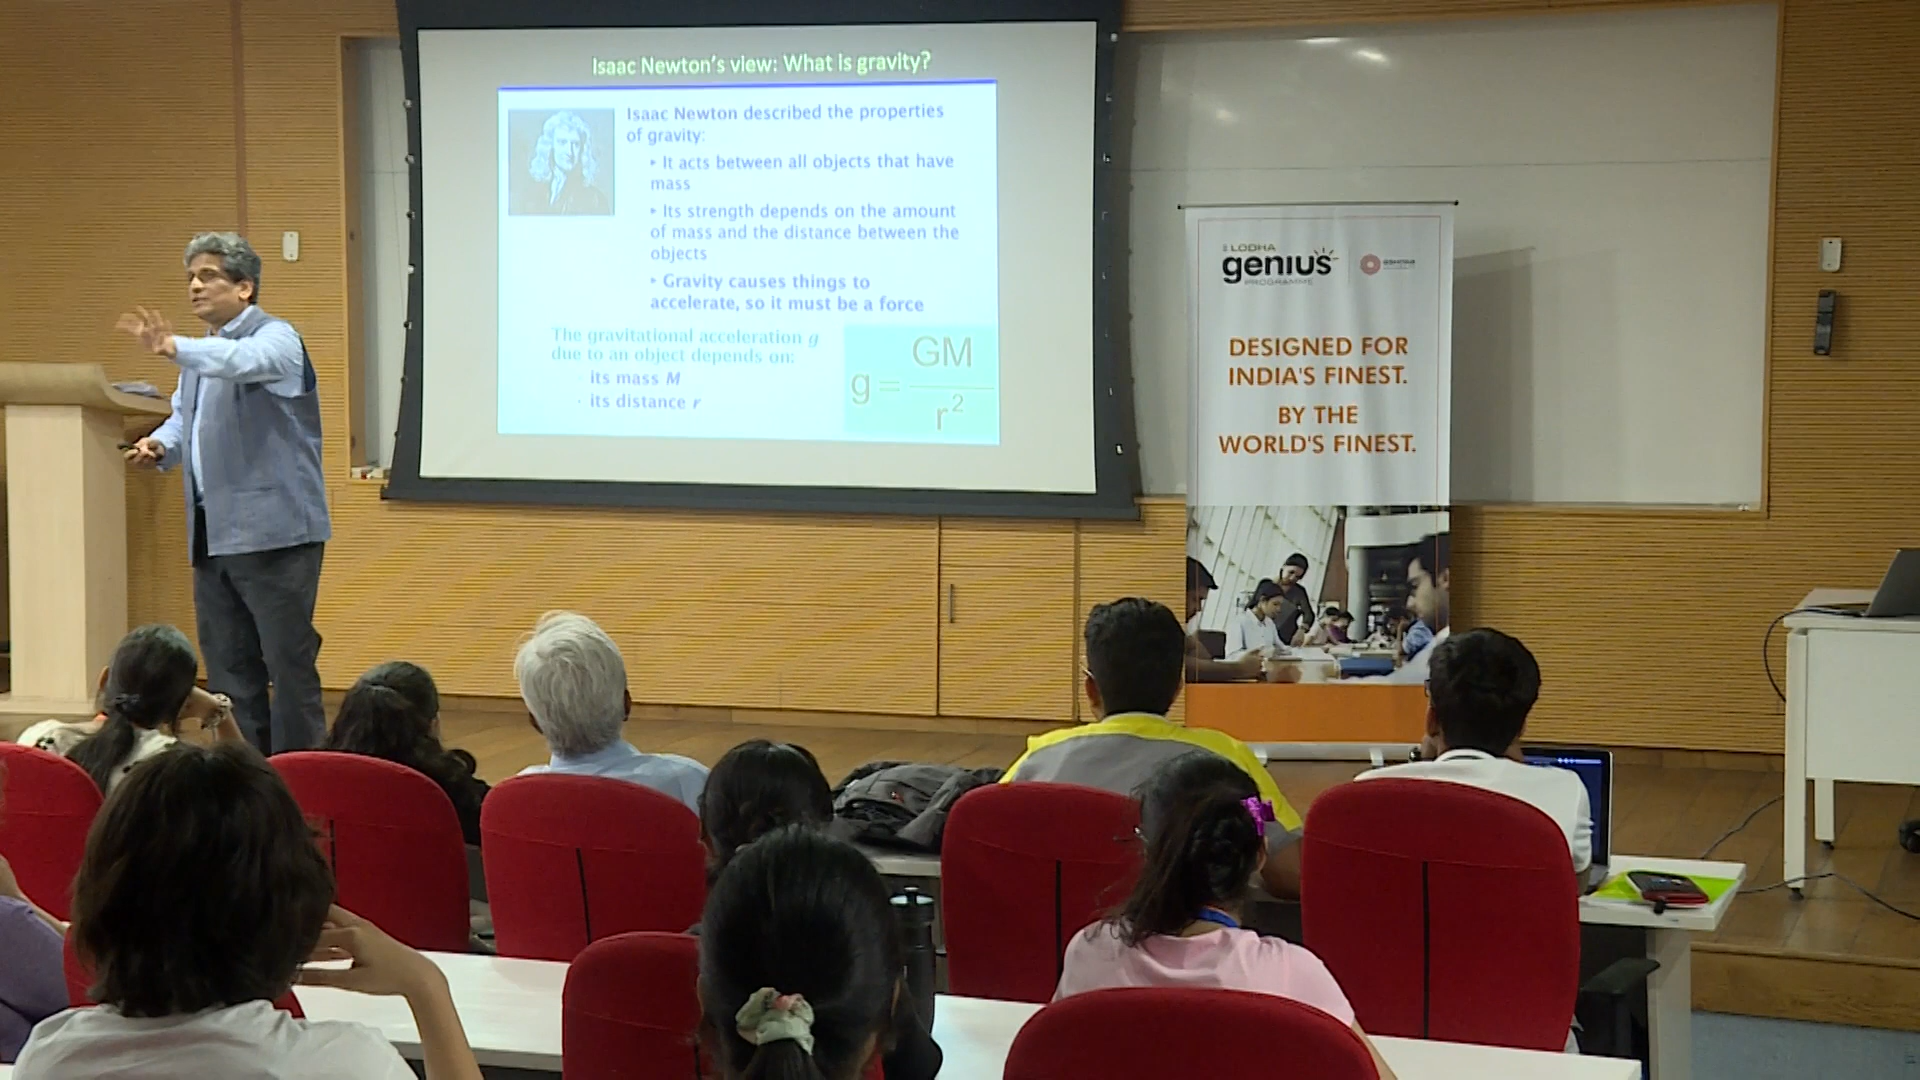 Isaac Newton's view: What is gravity?
Isaac Newton described the properties
of gravity:
‣ It acts between all objects that have
mass
‣ Its strength depends on the amount
of mass and the distance between the
objects
‣ Gravity causes things to
accelerate, so it must be a force
The gravitational acceleration g
due to an object depends on:
· its mass M
· its distance r
g = GM
r²
LODHA
genius
PROGRAMME
DESIGNED FOR
INDIA'S FINEST.
BY THE
WORLD'S FINEST.